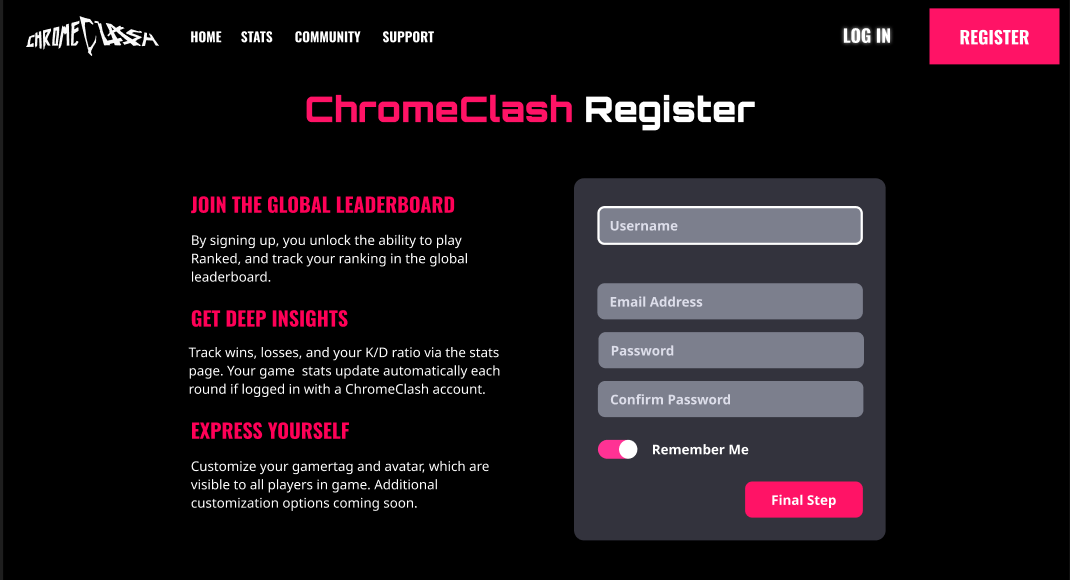 CHROMECLASH
HOME STATS COMMUNITY SUPPORT
LOG IN
REGISTER
ChromeClash Register
JOIN THE GLOBAL LEADERBOARD
By signing up, you unlock the ability to play
Ranked, and track your ranking in the global
leaderboard.
GET DEEP INSIGHTS
Track wins, losses, and your K/D ratio via the stats
page. Your game  stats update automatically each
round if logged in with a ChromeClash account.
EXPRESS YOURSELF
Customize your gamertag and avatar, which are
visible to all players in game. Additional
customization options coming soon.
Username
Email Address
Password
Confirm Password
Remember Me
Final Step